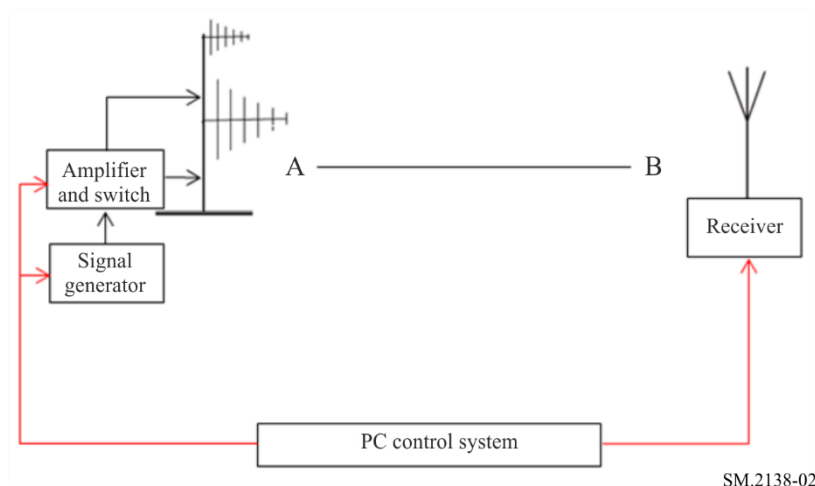 Amplifier
and switch
A
B
Receiver
Signal
generator
PC control system
SM.2138-02